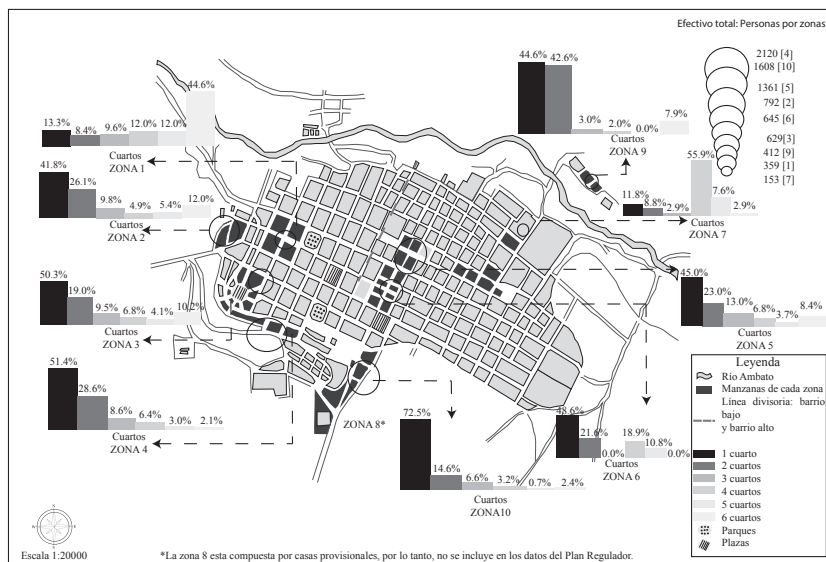 Efectivo total: Personas por zonas
2120 [4]
1608 [10]
1361 [5]
792 [2]
645 [6]
629[3]
412 [9]
359 [1]
153 [7]
13.3% 8.4% 9.6% 12.0% 12.0% 44.6%
Cuartos
ZONA 1
41.8% 26.1% 9.8% 4.9% 5.4% 12.0%
Cuartos
ZONA 2
50.3% 19.0% 9.5% 6.8% 4.1% 10.2%
Cuartos
ZONA 3
51.4% 28.6% 8.6% 6.4% 3.0% 2.1%
Cuartos
ZONA 4
44.6% 42.6% 3.0% 2.0% 0.0% 7.9%
Cuartos
ZONA 9
11.8% 8.8% 2.9% 55.9% 7.6% 2.9%
Cuartos
ZONA 7
45.0% 23.0% 13.0% 6.8% 3.7% 8.4%
Cuartos
ZONA 5
48.6% 21.6% 0.0% 18.9% 10.8% 0.0%
Cuartos
ZONA 6
ZONA 8*
72.5% 14.6% 6.6% 3.2% 0.7% 2.4%
Cuartos
ZONA10
Leyenda
Río Ambato
Manzanas de cada zona
Línea divisoria: barrio
bajo
y barrio alto
1 cuarto
2 cuartos
3 cuartos
4 cuartos
5 cuartos
6 cuartos
Parques
Plazas
Escala 1:20000
*La zona 8 esta compuesta por casas provisionales, por lo tanto, no se incluye en los datos del Plan Regulador.